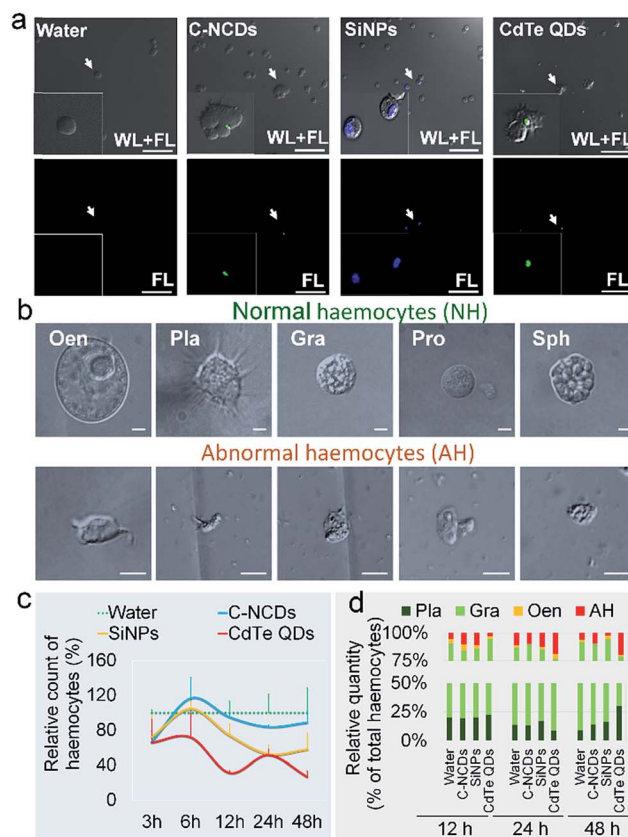 a
Water
C-NCDs
SiNPs
CdTe QDs
WL+FL
WL+FL
WL+FL
WL+FL
FL
FL
FL
FL
b
Normal haemocytes (NH)
Oen
Pla
Gra
Pro
Sph
Abnormal haemocytes (AH)
c
Water
C-NCDs
SiNPs
CdTe QDs
Relative count of
haemocytes (%)
160
120
80
40
0
3h
6h
12h
24h
48h
d
Pla
Gra
Oen
AH
Relative quantity
(% of total haemocytes)
100%
75%
50%
25%
0%
Water
C-NCDs
SiNPs
CdTe QDs
Water
C-NCDs
SiNPs
CdTe QDs
Water
C-NCDs
SiNPs
CdTe QDs
12 h
24 h
48 h